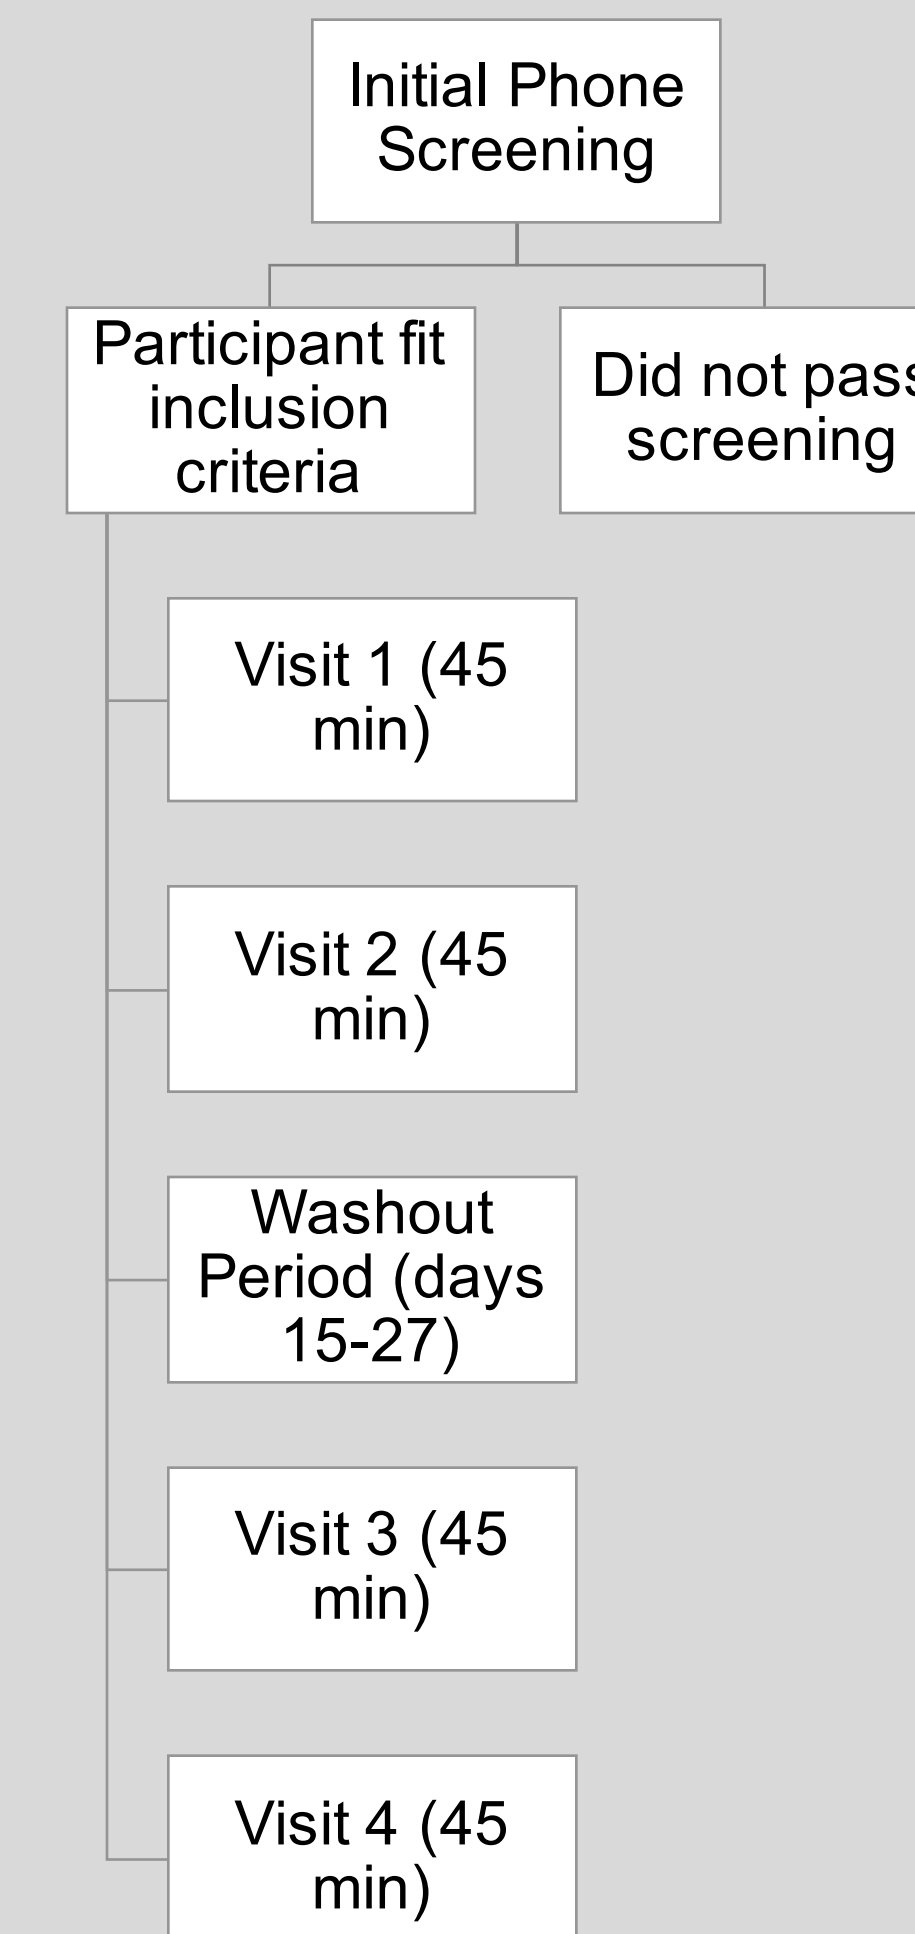 Initial Phone
Screening
Participant fit
inclusion
criteria
Did not pass
screening
Visit 1 (45
min)
Visit 2 (45
min)
Washout
Period (days
15-27)
Visit 3 (45
min)
Visit 4 (45
min)